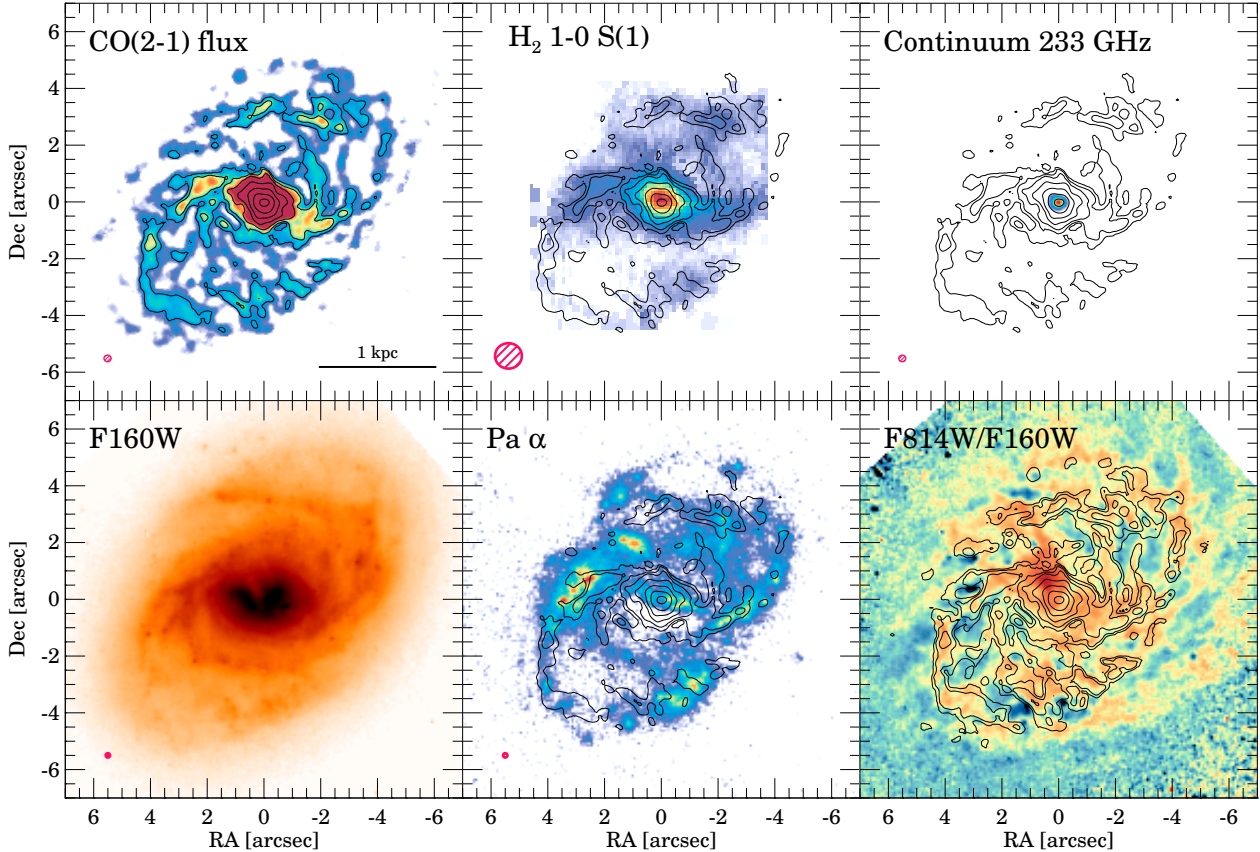 CO(2-1) flux
H₂ 1-0 S(1)
Continuum 233 GHz
6
4
2
0
-2
-4
-6
Dec [arcsec]
1 kpc
F160W
Pa α
F814W/F160W
6
4
2
0
-2
-4
-6
Dec [arcsec]
6 4 2 0 -2 -4 -6
6 4 2 0 -2 -4 -6
6 4 2 0 -2 -4 -6
RA [arcsec]
RA [arcsec]
RA [arcsec]